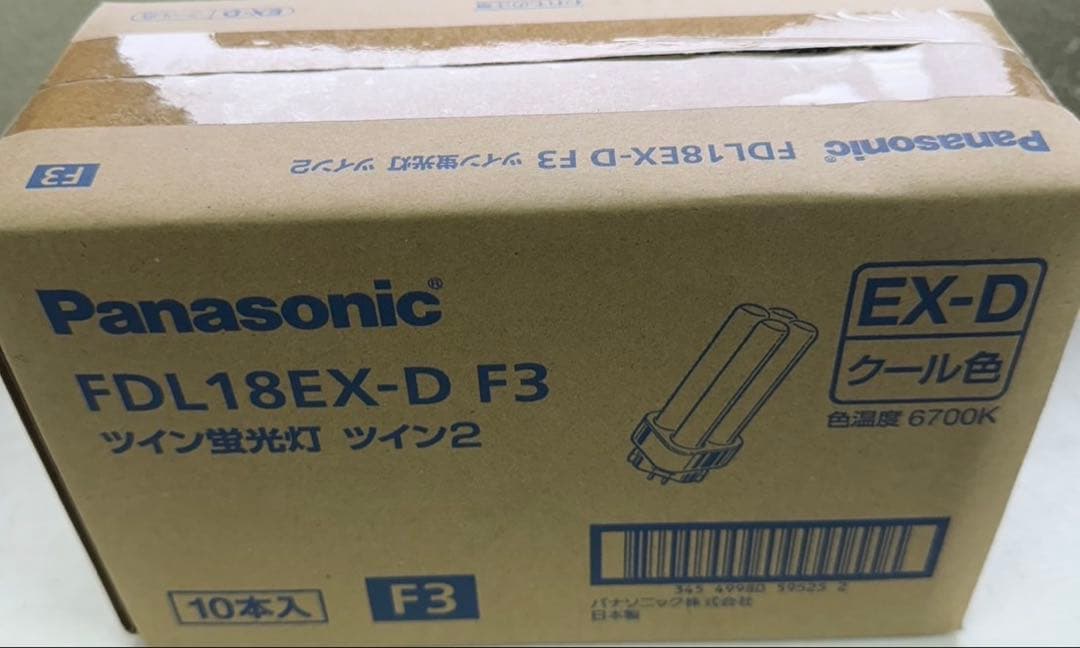 EX-D
Panasonic® FDL18EX-D F3 ツイン蛍光灯 ツイン2
F3
Panasonic®
FDL18EX-D F3
ツイン蛍光灯 ツイン2
EX-D
クール色
色温度 6700K
10本入
F3
パナソニック株式会社
日本製